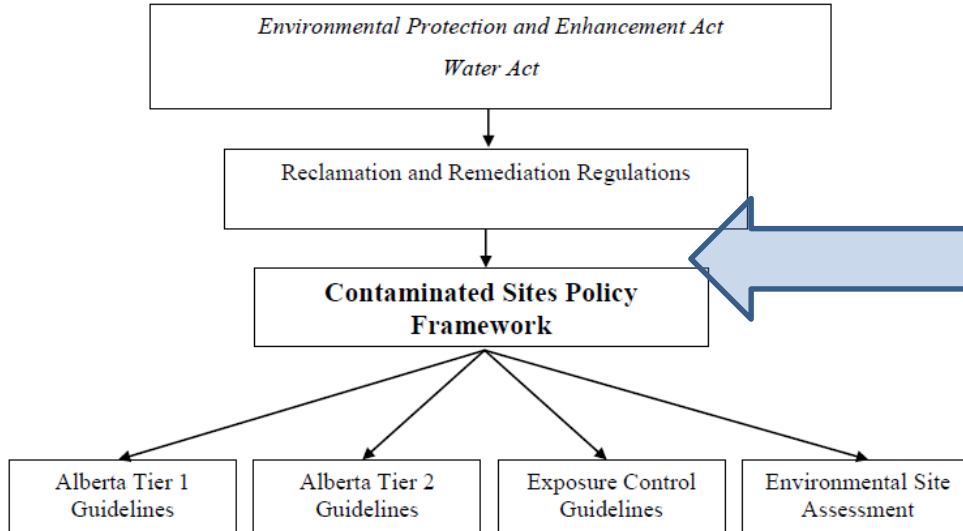 Environmental Protection and Enhancement Act
Water Act
Reclamation and Remediation Regulations
Contaminated Sites Policy
Framework
Alberta Tier 1
Guidelines
Alberta Tier 2
Guidelines
Exposure Control
Guidelines
Environmental Site
Assessment